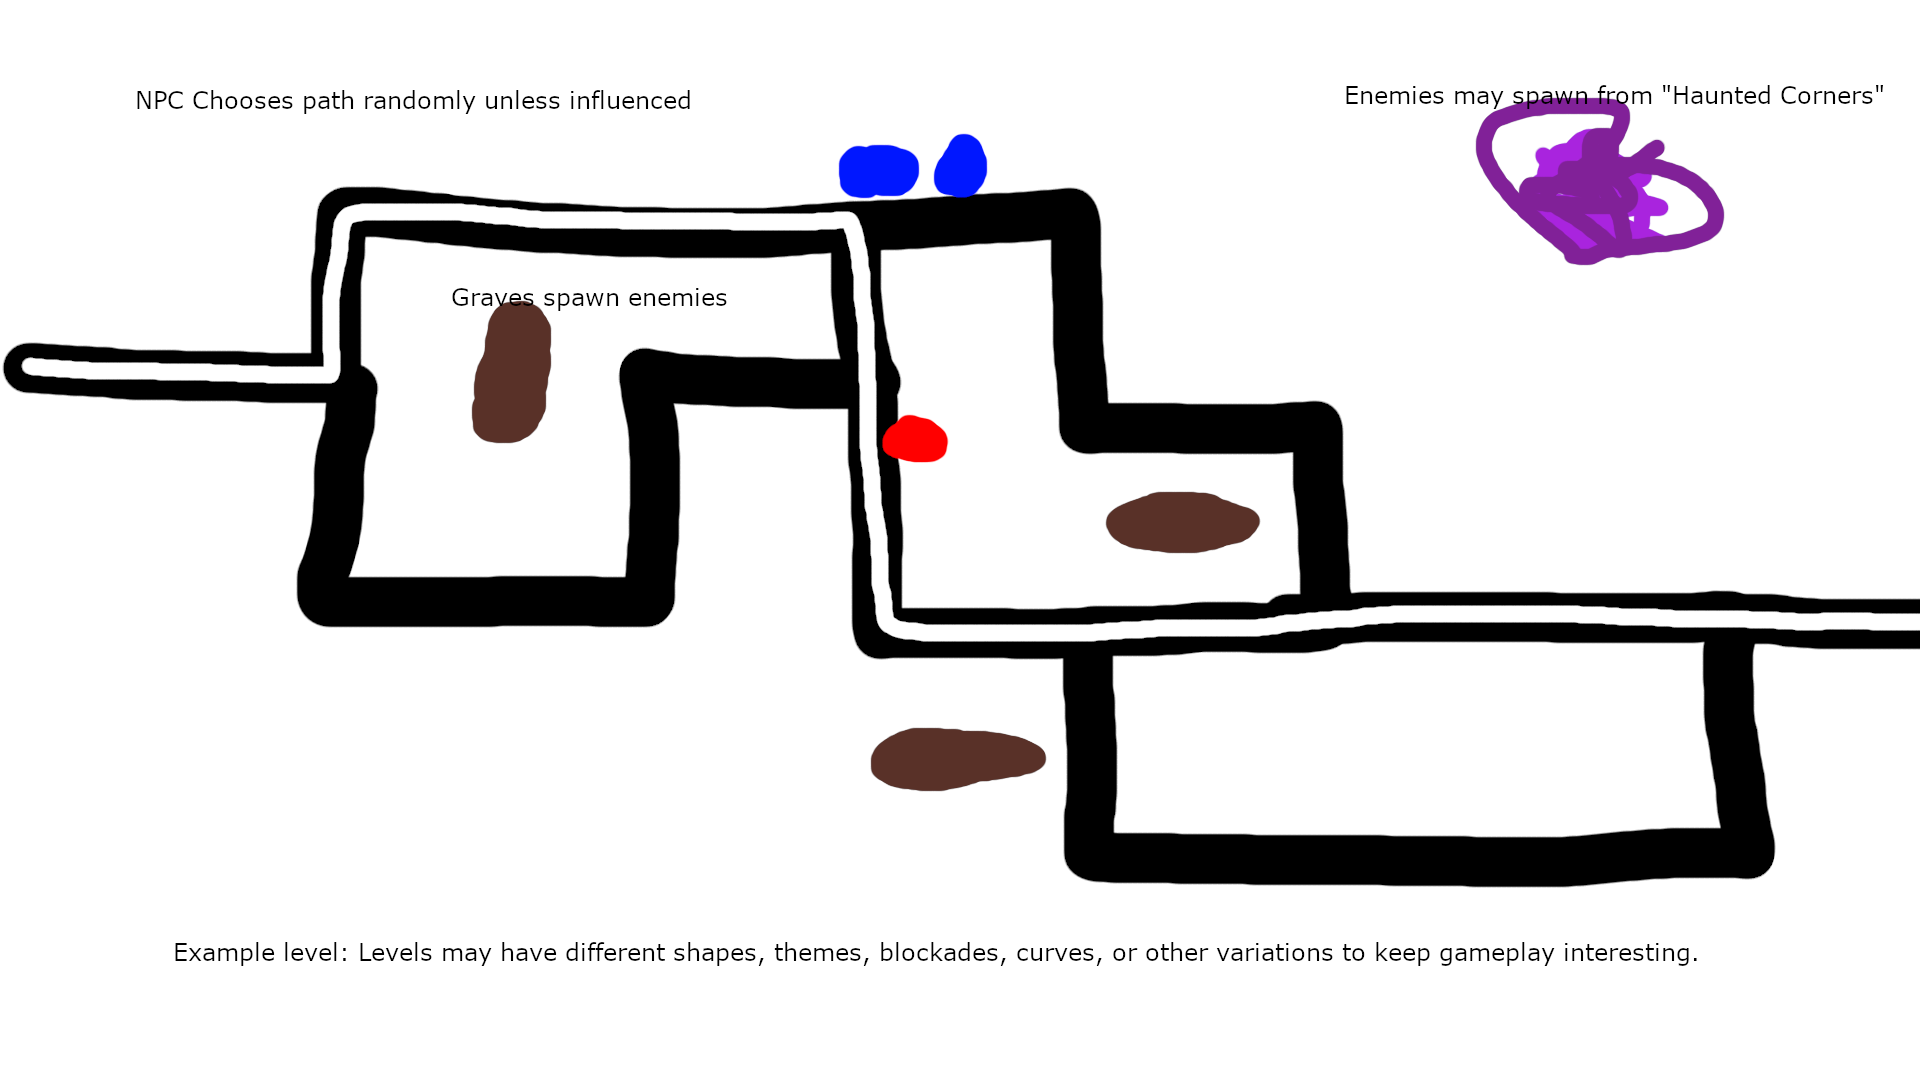 NPC Chooses path randomly unless influenced
Enemies may spawn from "Haunted Corners"
Graves spawn enemies
Example level: Levels may have different shapes, themes, blockades, curves, or other variations to keep gameplay interesting.